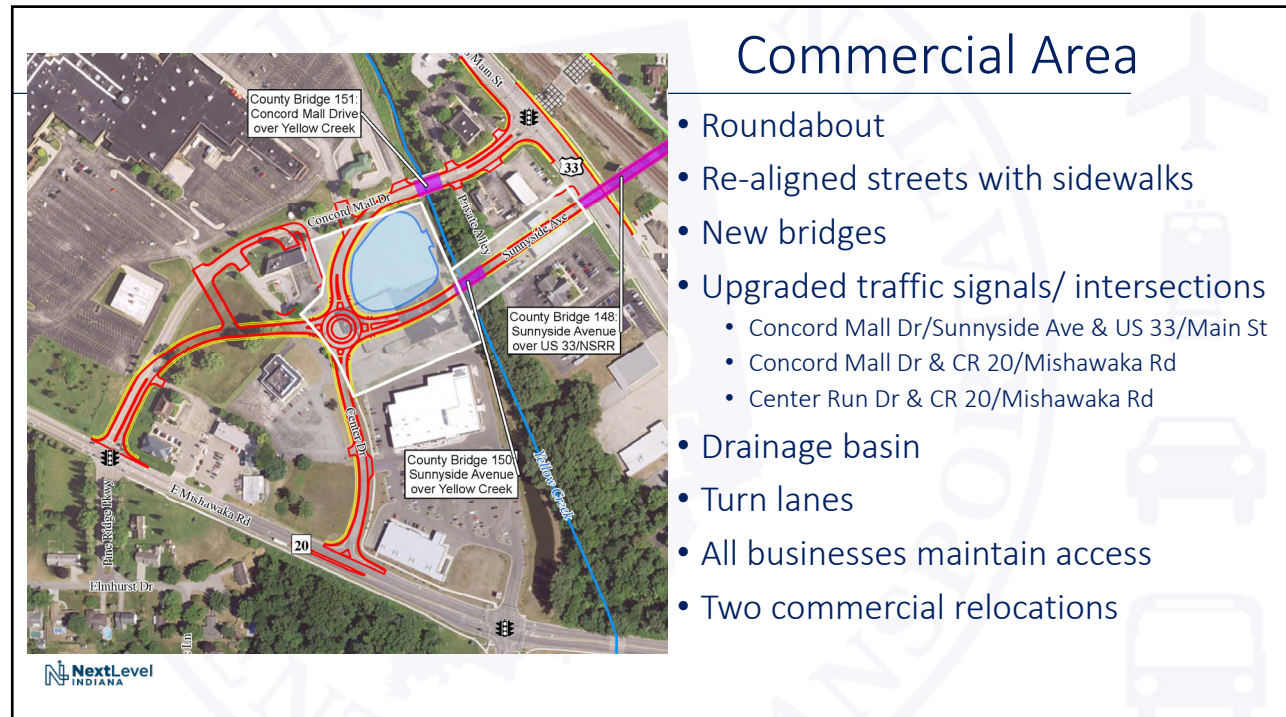 Commercial Area
County Bridge 151:
Concord Mall Drive
over Yellow Creek
Main St
33
Concord Mall Dr
Private Alley
Sunnyside Ave
County Bridge 148:
Sunnyside Avenue
over US 33/NSRR
Center Dr
County Bridge 150:
Sunnyside Avenue
over Yellow Creek
Yellow Creek
E Mishawaka Rd
Pine Ridge Pkwy
20
Elmhurst Dr
Ln
• Roundabout
• Re-aligned streets with sidewalks
• New bridges
• Upgraded traffic signals/ intersections
• Concord Mall Dr/Sunnyside Ave & US 33/Main St
• Concord Mall Dr & CR 20/Mishawaka Rd
• Center Run Dr & CR 20/Mishawaka Rd
• Drainage basin
• Turn lanes
• All businesses maintain access
• Two commercial relocations
NextLevel
INDIANA